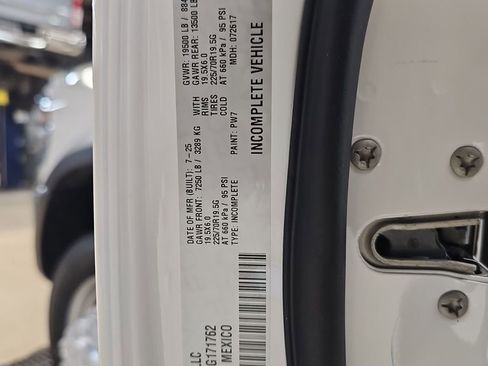 DATE OF MFR (BUILT): 7-25 GVWR: 19500 LB / 884
GAWR FRONT: 7250 LB / 3289 KG WITH GAWR REAR: 13500 LB
19.5X6.0 RIMS 19.5X6.0
225/70R19.5G TIRES 225/70R19.5G
AT 660 kPa / 95 PSI COLD AT 660 kPa / 95 PSI
TYPE: INCOMPLETE MDH: 072617
PAINT: PW7
INCOMPLETE VEHICLE
LLC
G171762
MEXICO